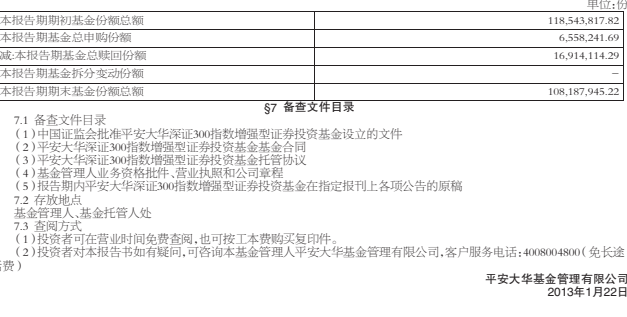 单位:份
本报告期期初基金份额总额 118,543,817.82
本报告期基金总申购份额 6,558,241.69
减:本报告期基金总赎回份额 16,914,114.29
本报告期基金拆分变动份额 –
本报告期期末基金份额总额 108,187,945.22
§7 备查文件目录
7.1 备查文件目录
(1)中国证监会批准平安大华深证300指数增强型证券投资基金设立的文件
(2)平安大华深证300指数增强型证券投资基金基金合同
(3)平安大华深证300指数增强型证券投资基金托管协议
(4)基金管理人业务资格批件、营业执照和公司章程
(5)报告期内平安大华深证300指数增强型证券投资基金在指定报刊上各项公告的原稿
7.2 存放地点
基金管理人、基金托管人处
7.3 查阅方式
(1)投资者可在营业时间免费查阅,也可按工本费购买复印件。
(2)投资者对本报告书如有疑问,可咨询本基金管理人平安大华基金管理有限公司,客户服务电话:4008004800(免长途
话费)
平安大华基金管理有限公司
2013年1月22日